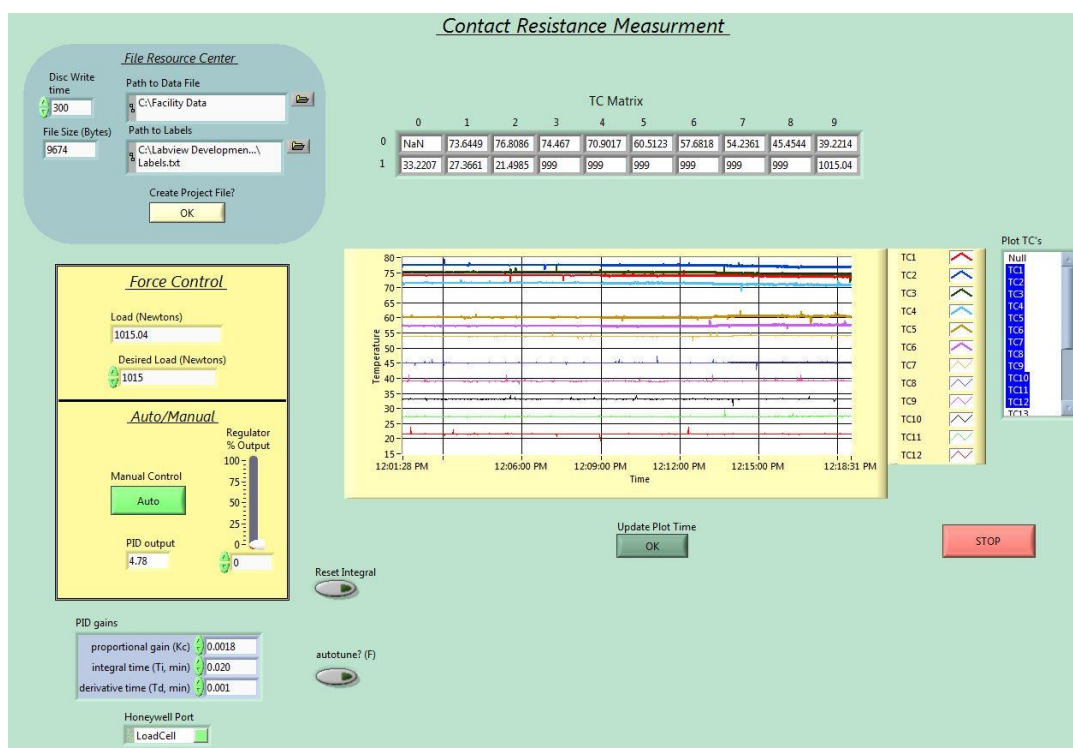 Contact Resistance Measurment
File Resource Center
Disc Write
time
300
Path to Data File
C:\Facility Data
File Size (Bytes)
9674
Path to Labels
C:\Labview Developmen...\
Labels.txt
Create Project File?
OK
TC Matrix
0 1 2 3 4 5 6 7 8 9
0 NaN 73.6449 76.8086 74.467 70.9017 60.5123 57.6818 54.2361 45.4544 39.2214
1 33.2207 27.3661 21.4985 999 999 999 999 999 999 1015.04
Force Control
Load (Newtons)
1015.04
Desired Load (Newtons)
1015
Auto/Manual
Regulator
% Output
100
75
50
25
0
0
Manual Control
Auto
PID output
4.78
80
75
70
65
60
55
50
45
40
35
30
25
20
15
Temperature
12:01:28 PM 12:06:00 PM 12:09:00 PM 12:12:00 PM 12:15:00 PM 12:18:31 PM
Time
TC1
TC2
TC3
TC4
TC5
TC6
TC7
TC8
TC9
TC10
TC11
TC12
Plot TC's
Null
TC1
TC2
TC3
TC4
TC5
TC6
TC7
TC8
TC9
TC10
TC11
TC12
TC13
Update Plot Time
OK
STOP
Reset Integral
PID gains
proportional gain (Kc) 0.0018
integral time (Ti, min) 0.020
derivative time (Td, min) 0.001
autotune? (F)
Honeywell Port
LoadCell